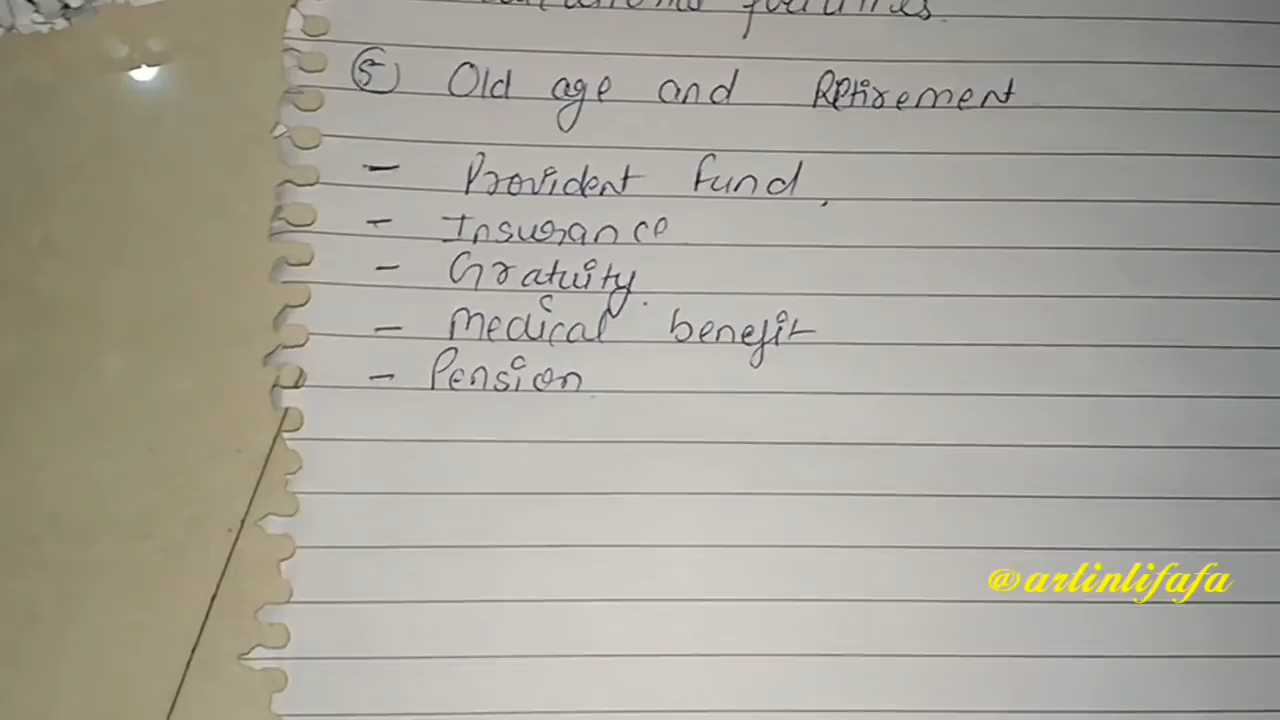 ⑤ Old age and Retirement
- Provident Fund.
- Insurance
- Gratuity.
- Medical benefit
- Pension
@artinlifafa